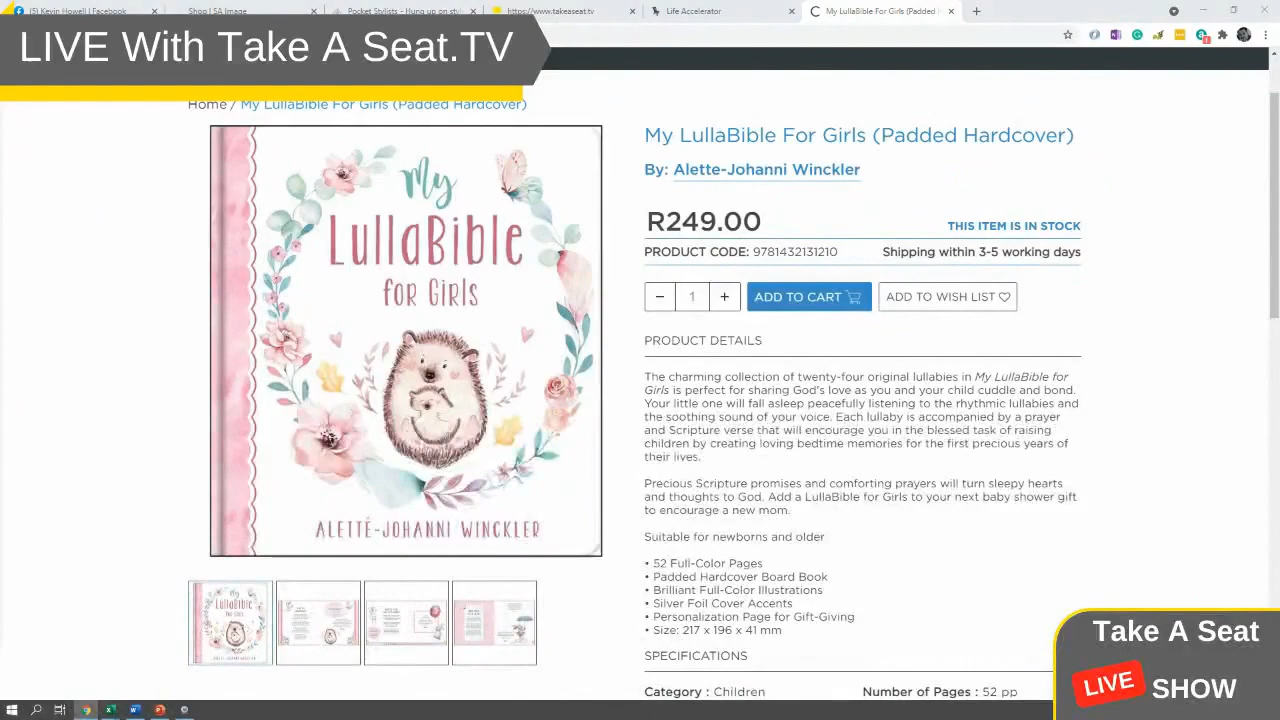 (5) Kevin Howell | Facebook
Shop | SA Image
Pocket Stylists - Hung up on styl
https://www.takeaseat.tv
Life Accelerator
My LullaBible For Girls (Padded
LIVE With Take A Seat.TV
Home / My LullaBible For Girls (Padded Hardcover)
My
LullaBible
for Girls
ALETTÉ-JOHANNI WINCKLER
My LullaBible For Girls (Padded Hardcover)
By: Alette-Johanni Winckler
R249.00
THIS ITEM IS IN STOCK
PRODUCT CODE: 9781432131210
Shipping within 3-5 working days
− 1 +
ADD TO CART
ADD TO WISH LIST
PRODUCT DETAILS
The charming collection of twenty-four original lullabies in My LullaBible for
Girls is perfect for sharing God's love as you and your child cuddle and bond.
Your little one will fall asleep peacefully listening to the rhythmic lullabies and
the soothing sound of your voice. Each lullaby is accompanied by a prayer
and Scripture verse that will encourage you in the blessed task of raising
children by creating loving bedtime memories for the first precious years of
their lives.
Precious Scripture promises and comforting prayers will turn sleepy hearts
and thoughts to God. Add a LullaBible for Girls to your next baby shower gift
to encourage a new mom.
Suitable for newborns and older
• 52 Full-Color Pages
• Padded Hardcover Board Book
• Brilliant Full-Color Illustrations
• Silver Foil Cover Accents
• Personalization Page for Gift-Giving
• Size: 217 x 196 x 41 mm
SPECIFICATIONS
Category : Children
Number of Pages : 52 pp
My
LullaBible
for Girls
Take A Seat
LIVE SHOW